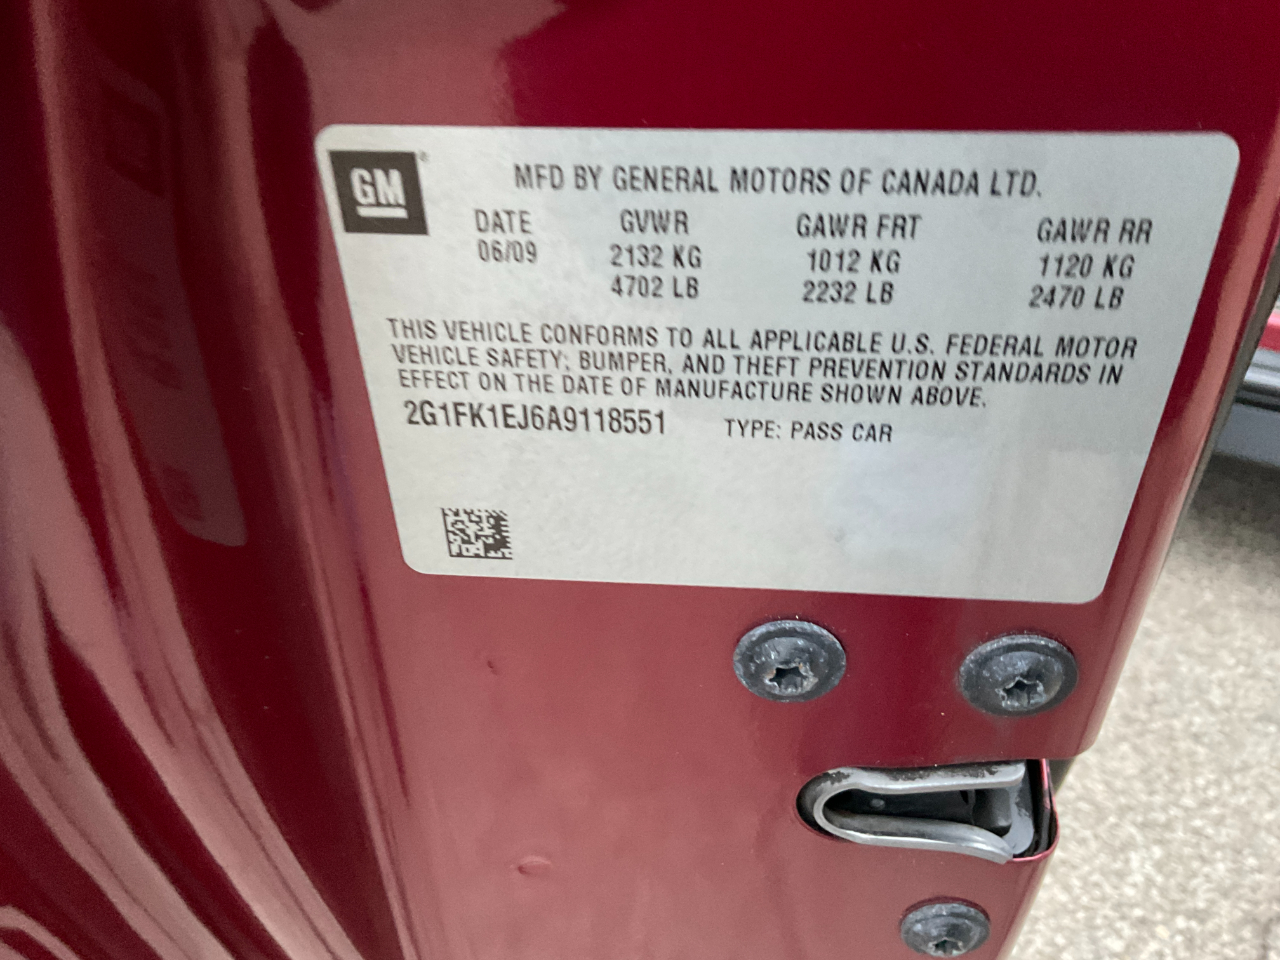 GM®
MFD BY GENERAL MOTORS OF CANADA LTD.
DATE GVWR GAWR FRT GAWR RR
06/09 2132 KG 1012 KG 1120 KG
4702 LB 2232 LB 2470 LB
THIS VEHICLE CONFORMS TO ALL APPLICABLE U.S. FEDERAL MOTOR
VEHICLE SAFETY, BUMPER, AND THEFT PREVENTION STANDARDS IN
EFFECT ON THE DATE OF MANUFACTURE SHOWN ABOVE.
2G1FK1EJ6A9118551 TYPE: PASS CAR